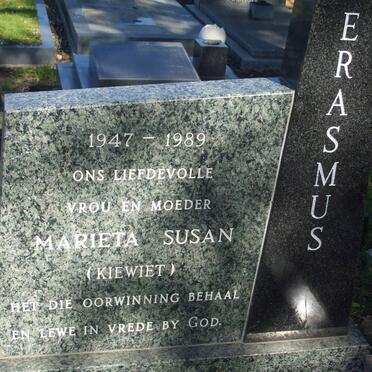 1947 – 1989
ONS LIEFDEVOLLE
VROU EN MOEDER
MARIETA SUSAN
(KIEWIET)
HET DIE OORWINNING BEHAAL
EN LEWE IN VREDE BY GOD.
ERASMUS